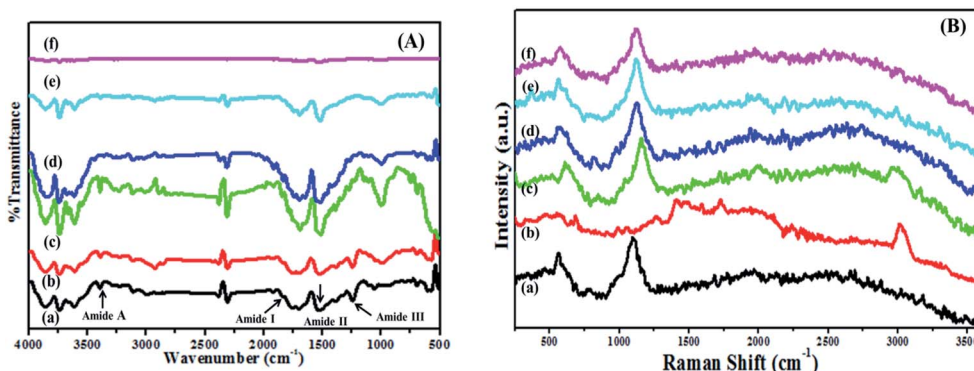 (A)
%Transmittance
(f)
(e)
(d)
(c)
(b)
(a)
Amide A
Amide I
Amide II
Amide III
4000 3500 3000 2500 2000 1500 1000 500
Wavenumber (cm-1)
(B)
Intensity (a.u.)
(f)
(e)
(d)
(c)
(b)
(a)
500 1000 1500 2000 2500 3000 3500
Raman Shift (cm-1)